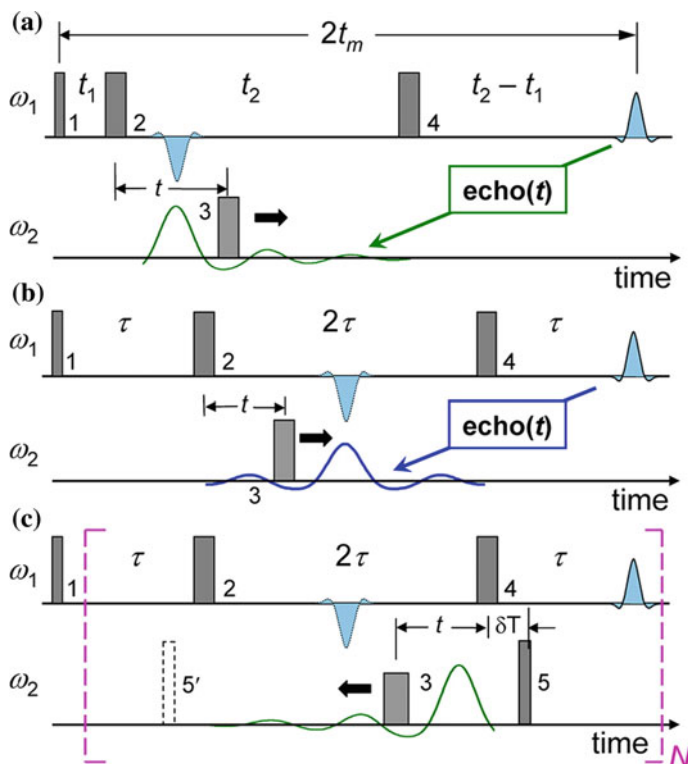 (a)
2tₘ
ω₁ t₁ t₂ t₂ – t₁
1 2 4
t
3
echo(t)
ω₂
time
(b)
ω₁ τ 2τ τ
1 2 4
t
echo(t)
ω₂
3
time
(c)
ω₁ τ 2τ τ
1 2 4
t δT
ω₂ 5′ 3 5
time
N